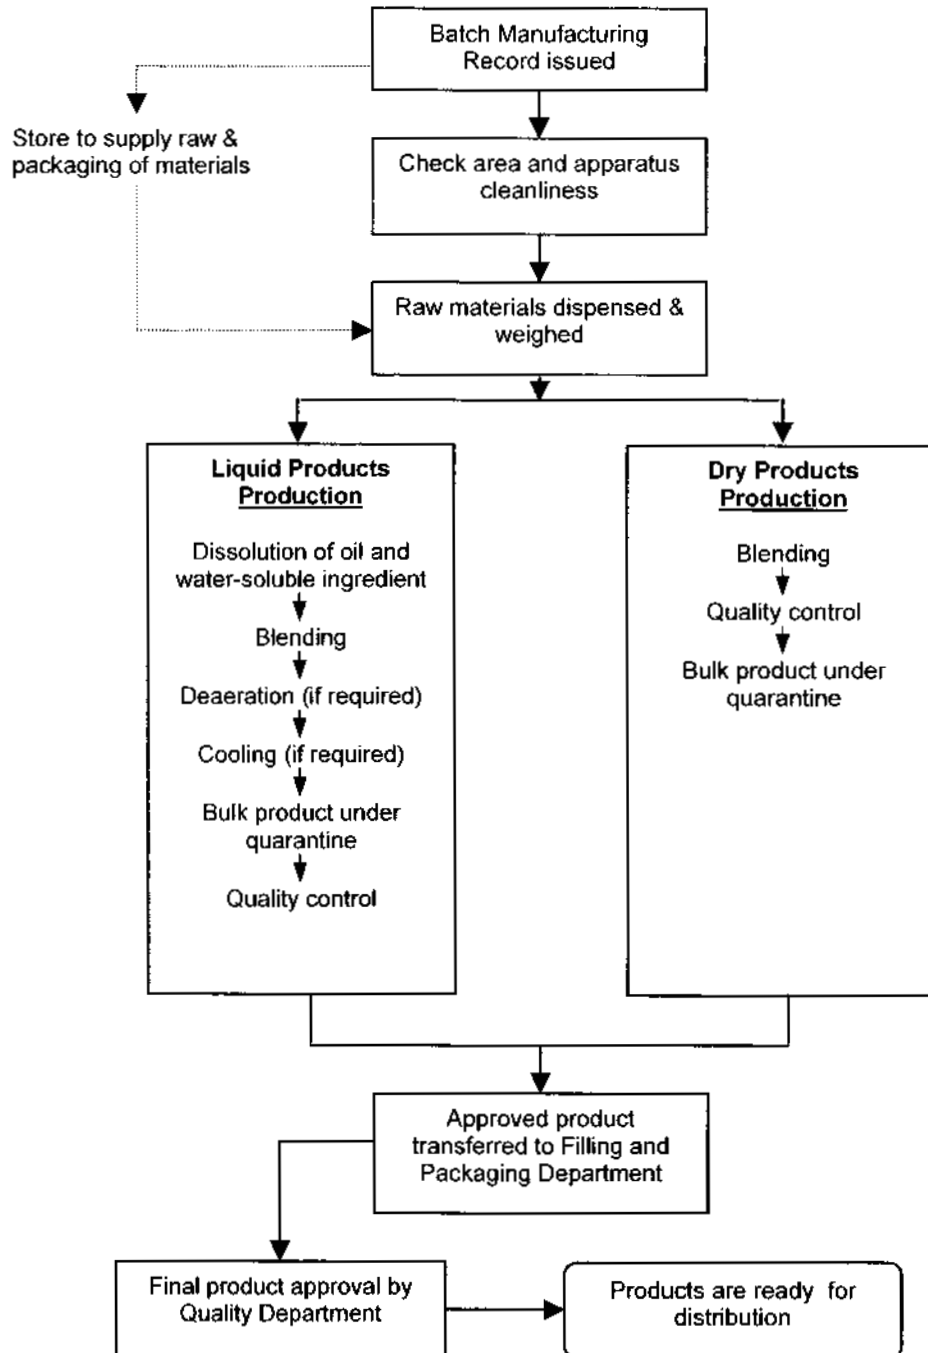 Batch Manufacturing
Record issued
Store to supply raw &
packaging of materials
Check area and apparatus
cleanliness
Raw materials dispensed &
weighed
Liquid Products
Production
Dissolution of oil and
water-soluble ingredient
Blending
Deaeration (if required)
Cooling (if required)
Bulk product under
quarantine
Quality control
Dry Products
Production
Blending
Quality control
Bulk product under
quarantine
Approved product
transferred to Filling and
Packaging Department
Final product approval by
Quality Department
Products are ready for
distribution